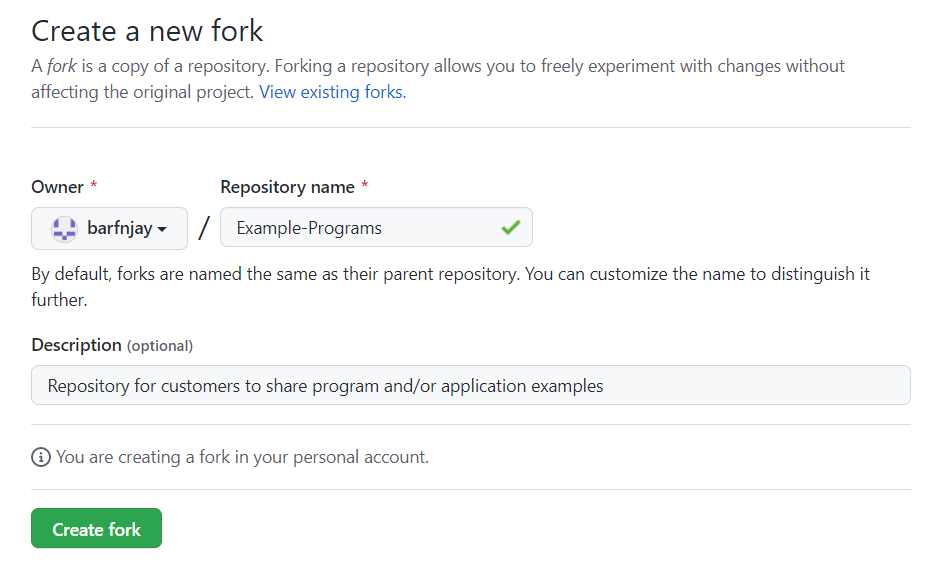 Create a new fork
A fork is a copy of a repository. Forking a repository allows you to freely experiment with changes without
affecting the original project. View existing forks.
Owner * Repository name *
barfnjay / Example-Programs
By default, forks are named the same as their parent repository. You can customize the name to distinguish it
further.
Description (optional)
Repository for customers to share program and/or application examples
You are creating a fork in your personal account.
Create fork